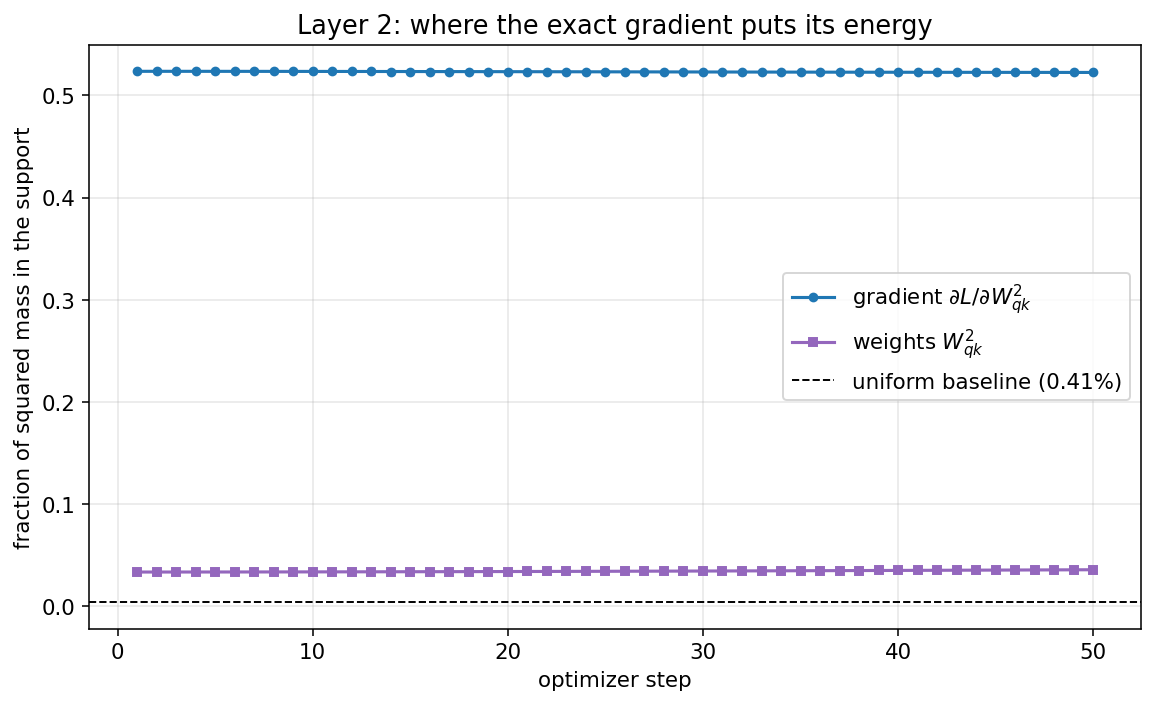 Layer 2: where the exact gradient puts its energy
fraction of squared mass in the support
0.5
0.4
0.3
0.2
0.1
0.0
gradient ∂L/∂W²_qk
weights W²_qk
uniform baseline (0.41%)
0 10 20 30 40 50
optimizer step